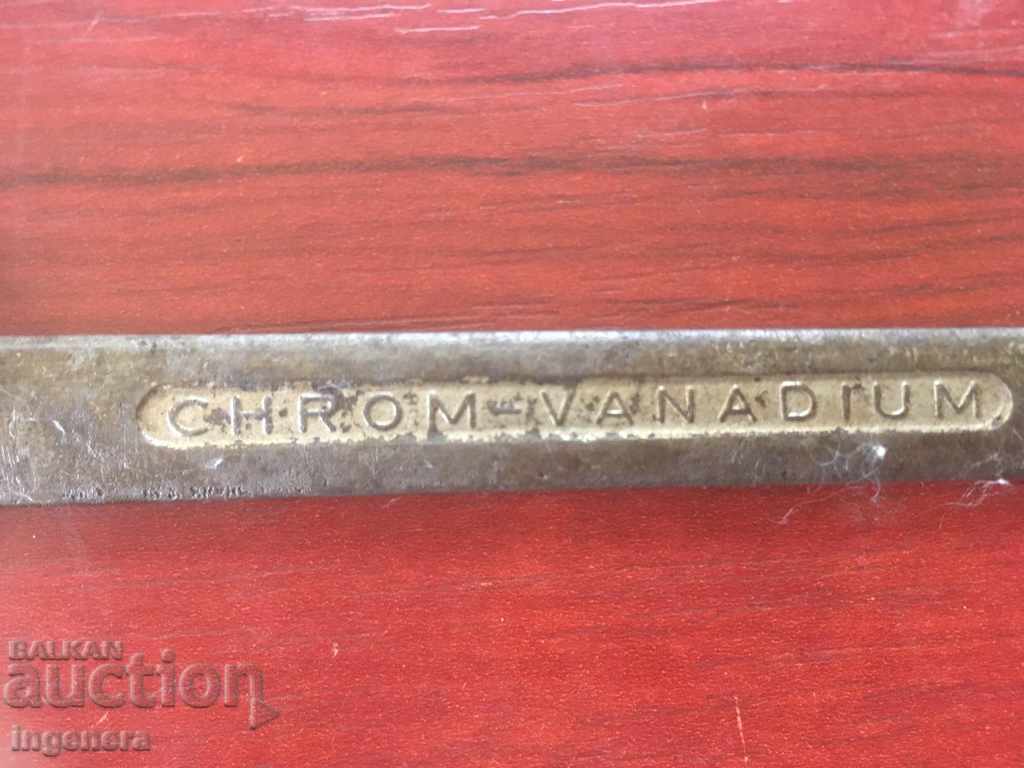 CHROM-VANADIUM
BALKAN
auction
ingenera